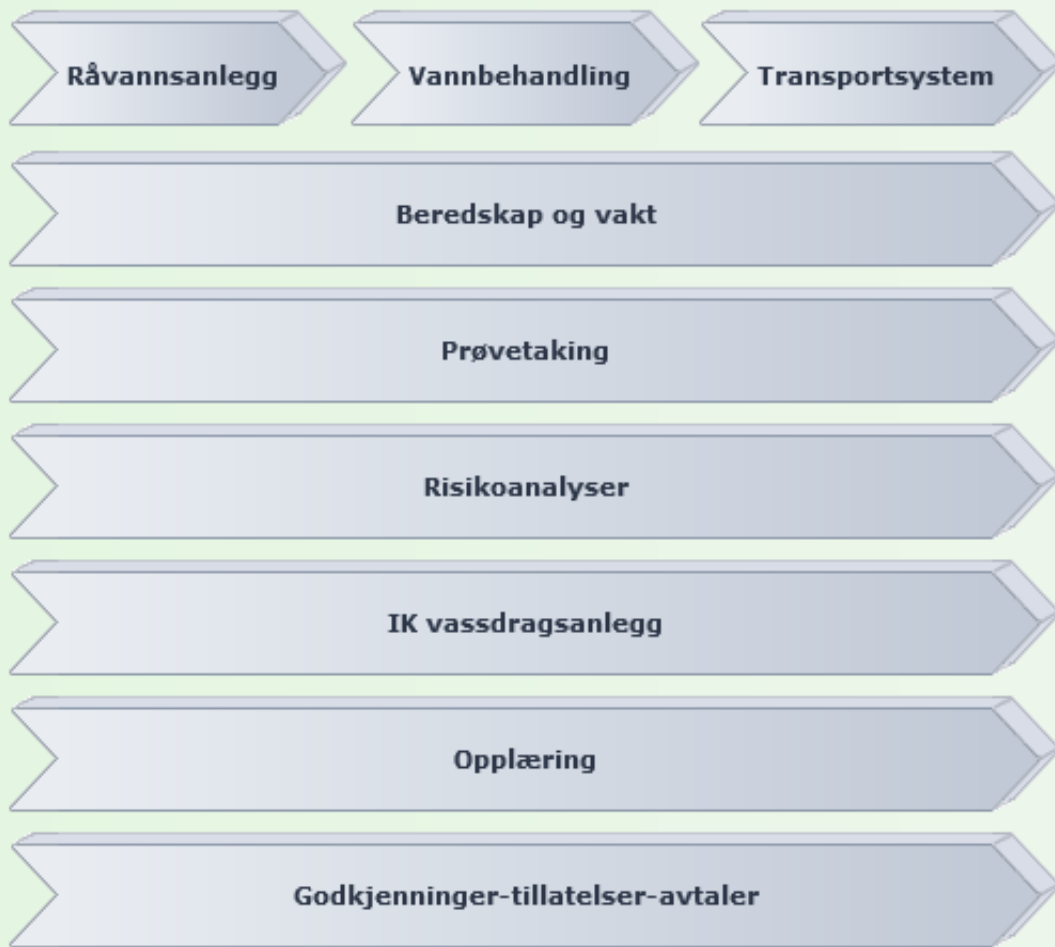 Råvannsanlegg
Vannbehandling
Transportsystem
Beredskap og vakt
Prøvetaking
Risikoanalyser
IK vassdragsanlegg
Opplæring
Godkjenninger-tillatelser-avtaler